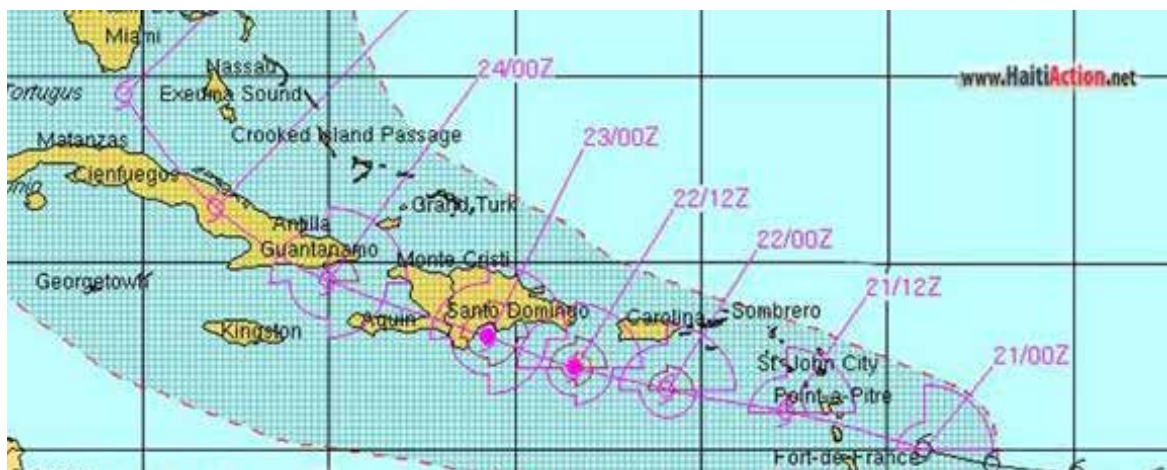 Miami
Nassau
24/00Z
www.HaitiAction.net
Tortugus
Exeuma Sound
Crooked Island Passage
23/00Z
Matanzas
Cienfuegos
22/12Z
Grand Turk
Antilla
22/00Z
Guantanamo
Monte Cristi
Georgetown
21/12Z
Santo Domingo
Sombrero
Kingston
Aquin
Carolina
St John City
21/00Z
Point-a-Pitre
Fort-de-France